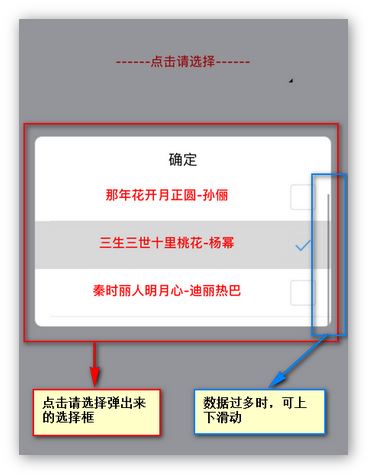 ------点击请选择------
确定
那年花开月正圆-孙俪
三生三世十里桃花-杨幂
秦时丽人明月心-迪丽热巴
点击请选择弹出来
的选择框
数据过多时，可上
下滑动